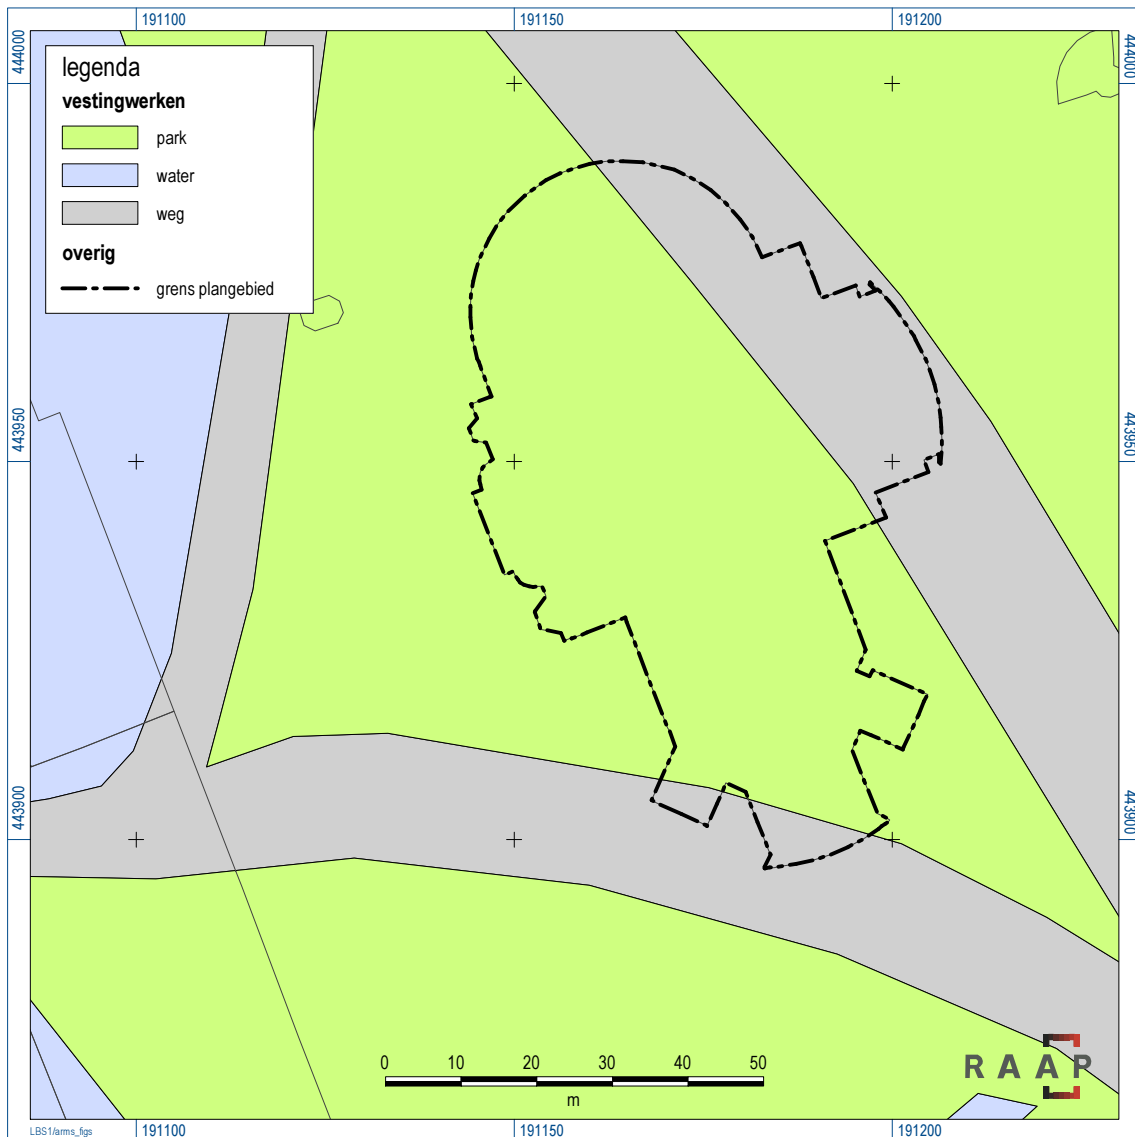 191100 191150 191200
444000 444000
legenda
vestingwerken
park
water
weg
overig
grens plangebied
443950 443950
443900 443900
0 10 20 30 40 50
m
RAAP
LBS1/arms_figs
191100 191150 191200